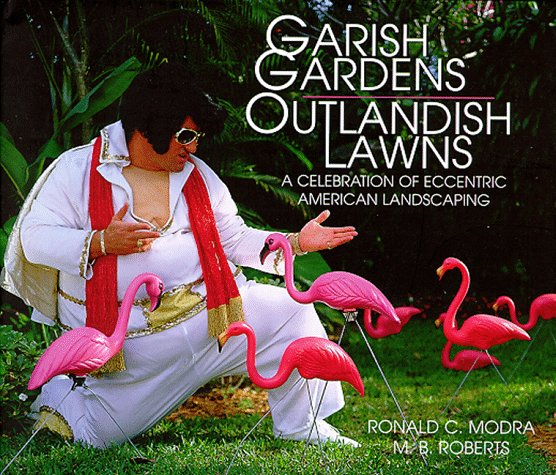 GARISH
GARDENS
OUTLANDISH
LAWNS
A CELEBRATION OF ECCENTRIC
AMERICAN LANDSCAPING
RONALD C. MODRA
M. B. ROBERTS